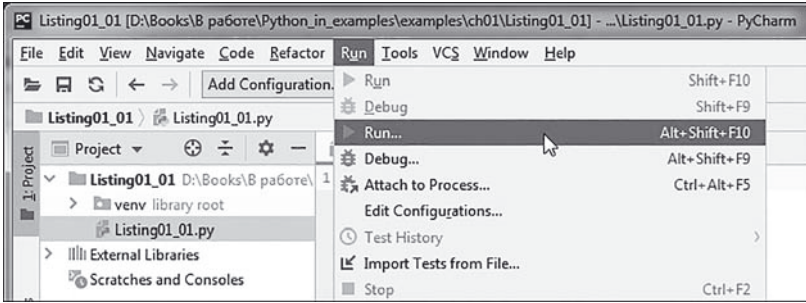 Listing01_01 [D:\Books\В работе\Python_in_examples\examples\ch01\Listing01_01] - ...\Listing01_01.py - PyCharm
File Edit View Navigate Code Refactor Run Tools VCS Window Help
Add Configuration.
Listing01_01 Listing01_01.py
1: Project
Project
Listing01_01 D:\Books\В работе\
venv library root
Listing01_01.py
External Libraries
Scratches and Consoles
1
Run Shift+F10
Debug Shift+F9
Run... Alt+Shift+F10
Debug... Alt+Shift+F9
Attach to Process... Ctrl+Alt+F5
Edit Configurations...
Test History
Import Tests from File...
Stop Ctrl+F2